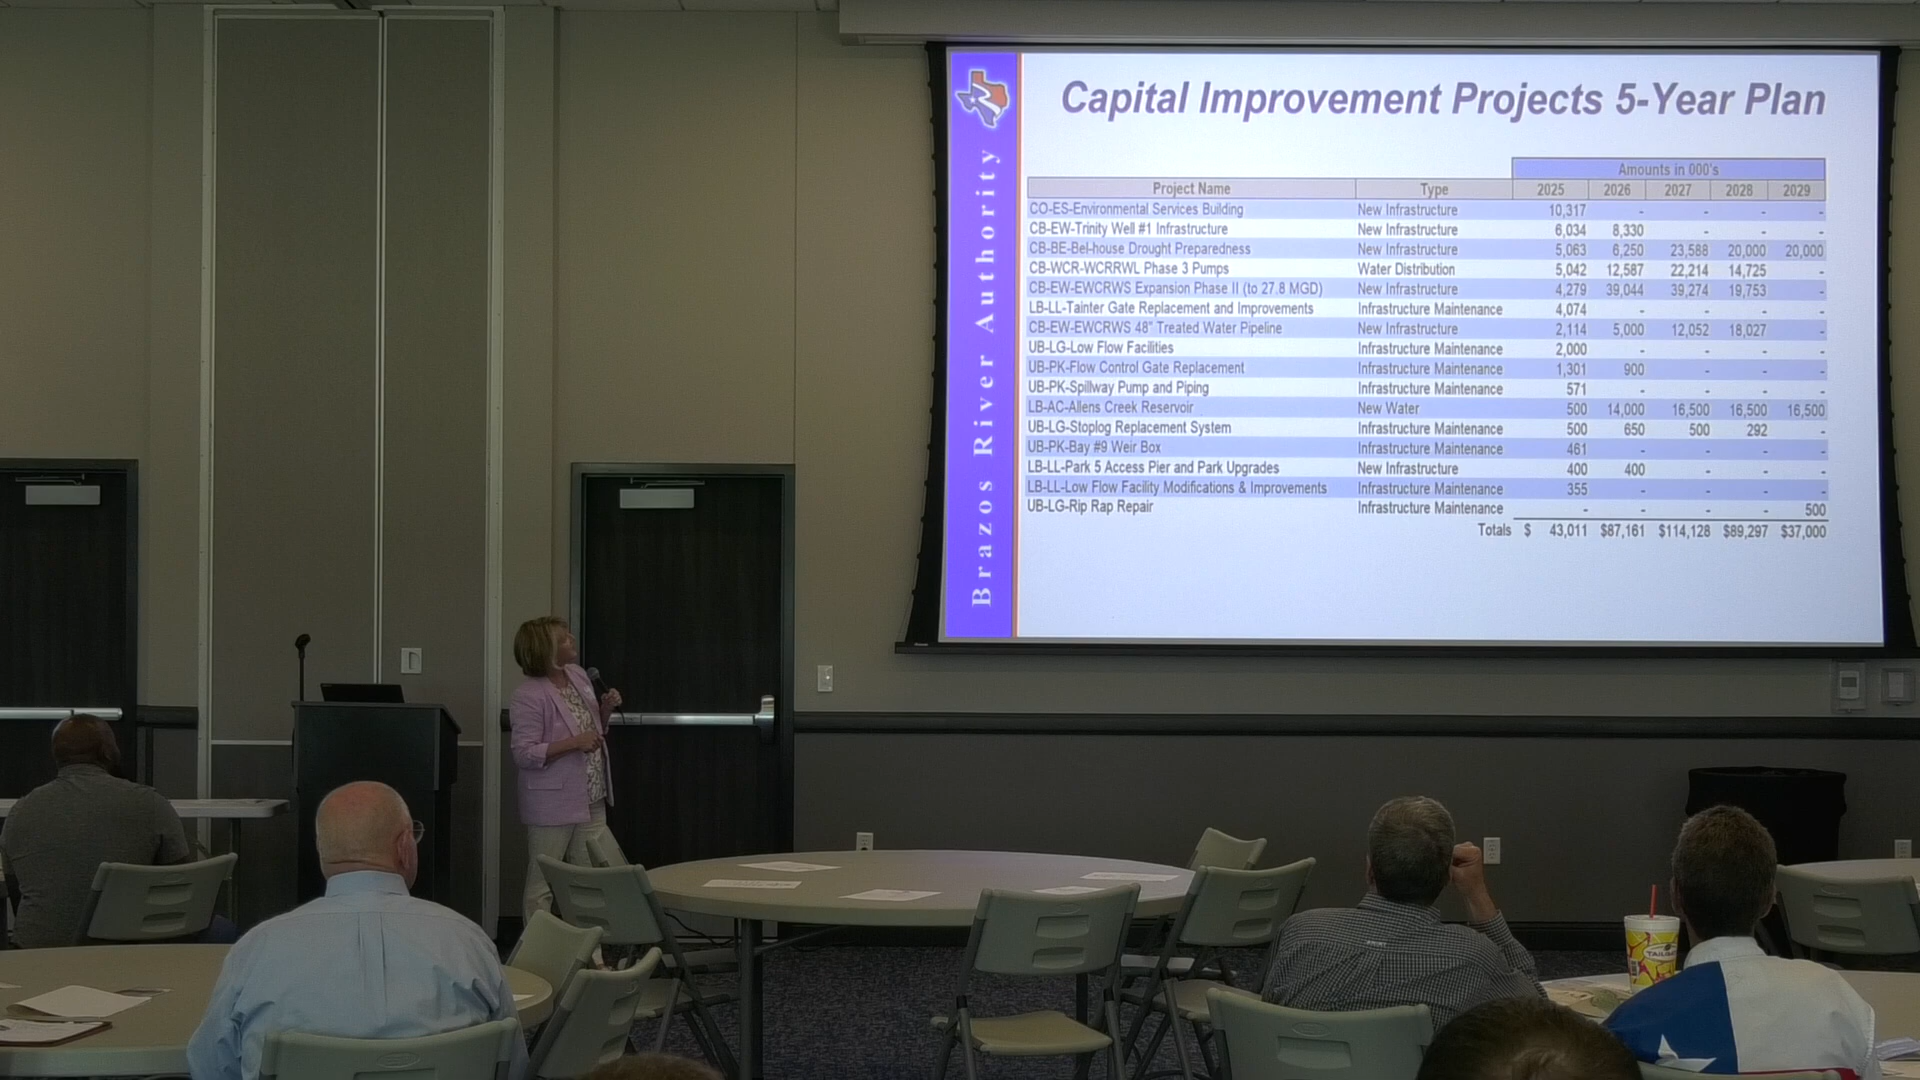 Capital Improvement Projects 5-Year Plan
Brazos River Authority
Amounts in 000's
Project Name Type 2025 2026 2027 2028 2029
CO-ES-Environmental Services Building New Infrastructure 10,317 - - - -
CB-EW-Trinity Well #1 Infrastructure New Infrastructure 6,034 8,330 - - -
CB-BE-Bel-house Drought Preparedness New Infrastructure 5,063 6,250 23,588 20,000 20,000
CB-WCR-WCRRWL Phase 3 Pumps Water Distribution 5,042 12,587 22,214 14,725 -
CB-EW-EWCRWS Expansion Phase II (to 27.8 MGD) New Infrastructure 4,279 39,044 39,274 19,753 -
LB-LL-Tainter Gate Replacement and Improvements Infrastructure Maintenance 4,074 - - - -
CB-EW-EWCRWS 48" Treated Water Pipeline New Infrastructure 2,114 5,000 12,052 18,027 -
UB-LG-Low Flow Facilities Infrastructure Maintenance 2,000 - - - -
UB-PK-Flow Control Gate Replacement Infrastructure Maintenance 1,301 900 - - -
UB-PK-Spillway Pump and Piping Infrastructure Maintenance 571 - - - -
LB-AC-Allens Creek Reservoir New Water 500 14,000 16,500 16,500 16,500
UB-LG-Stoplog Replacement System Infrastructure Maintenance 500 650 500 292 -
UB-PK-Bay #9 Weir Box Infrastructure Maintenance 461 - - - -
LB-LL-Park 5 Access Pier and Park Upgrades New Infrastructure 400 400 - - -
LB-LL-Low Flow Facility Modifications & Improvements Infrastructure Maintenance 355 - - - -
UB-LG-Rip Rap Repair Infrastructure Maintenance - - - - 500
Totals $ 43,011 $87,161 $114,128 $89,297 $37,000